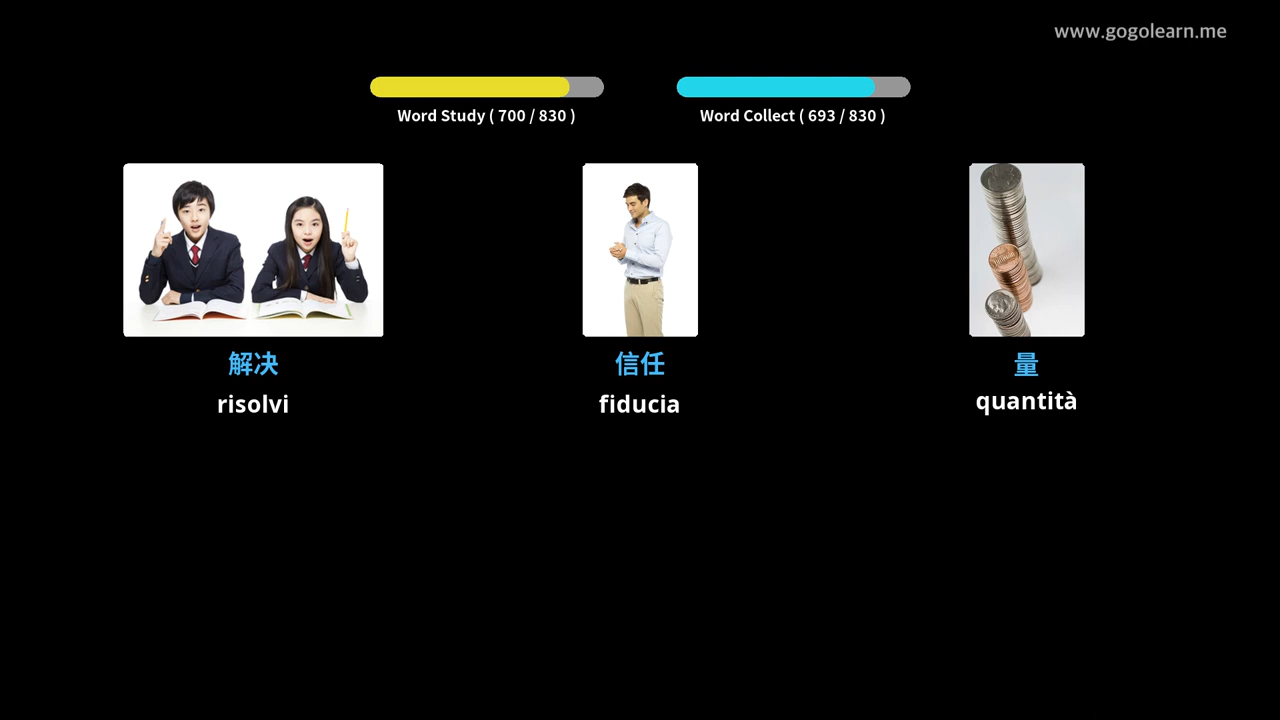 www.gogolearn.me
Word Study ( 700 / 830 )
Word Collect ( 693 / 830 )
解决
risolvi
信任
fiducia
量
quantità